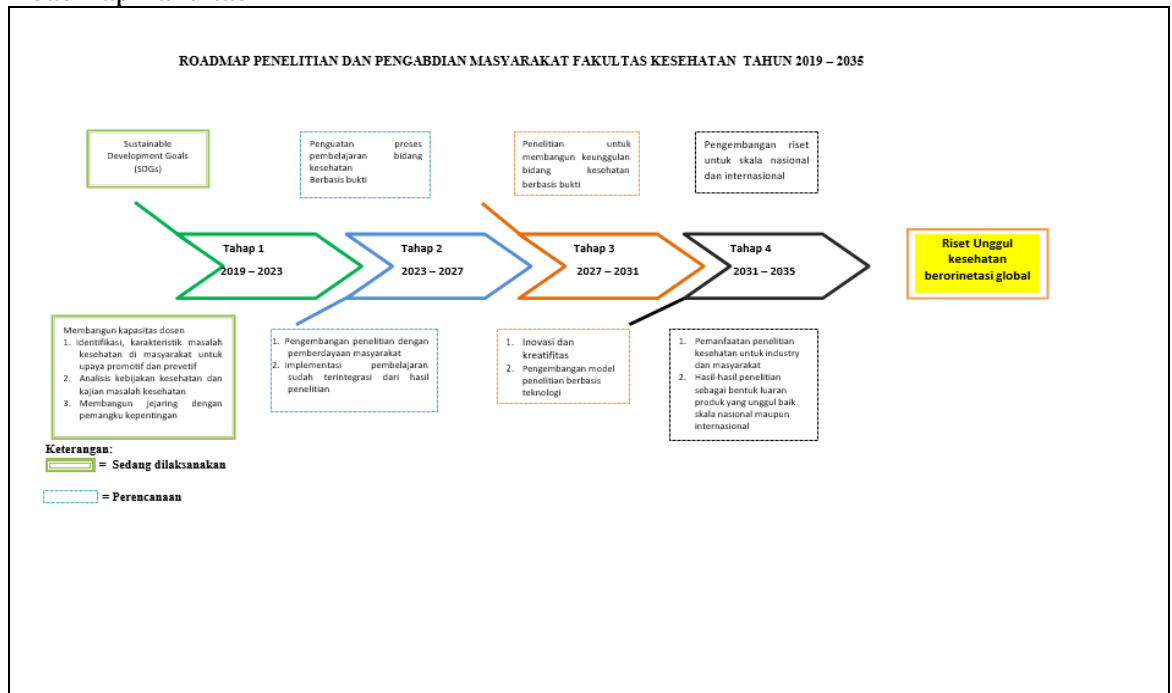 ROADMAP PENELITIAN DAN PENGABDIAN MASYARAKAT FAKULTAS KESEHATAN TAHUN 2019 – 2035
Sustainable
Development Goals
(SDGs)
Penguatan proses
pembelajaran bidang
kesehatan
Berbasis bukti
Penelitian untuk
membangun keunggulan
bidang kesehatan
berbasis bukti
Pengembangan riset
untuk skala nasional
dan internasional
Tahap 1
2019 – 2023
Tahap 2
2023 – 2027
Tahap 3
2027 – 2031
Tahap 4
2031 – 2035
Riset Unggul
kesehatan
berorinetasi global
Membangun kapasitas dosen
1. Identifikasi, karakteristik masalah
kesehatan di masyarakat untuk
upaya promotif dan prevetif
2. Analisis kebijakan kesehatan dan
kajian masalah kesehatan
3. Membangun jejaring dengan
pemangku kepentingan
1. Pengembangan penelitian dengan
pemberdayaan masyarakat
2. Implementasi pembelajaran
sudah terintegrasi dari hasil
penelitian
1. Inovasi dan
kreatifitas
2. Pengembangan model
penelitian berbasis
teknologi
1. Pemanfaatan penelitian
kesehatan untuk industry
dan masyarakat
2. Hasil-hasil penelitian
sebagai bentuk luaran
produk yang unggul baik
skala nasional maupun
internasional
Keterangan:
= Sedang dilaksanakan
= Perencanaan